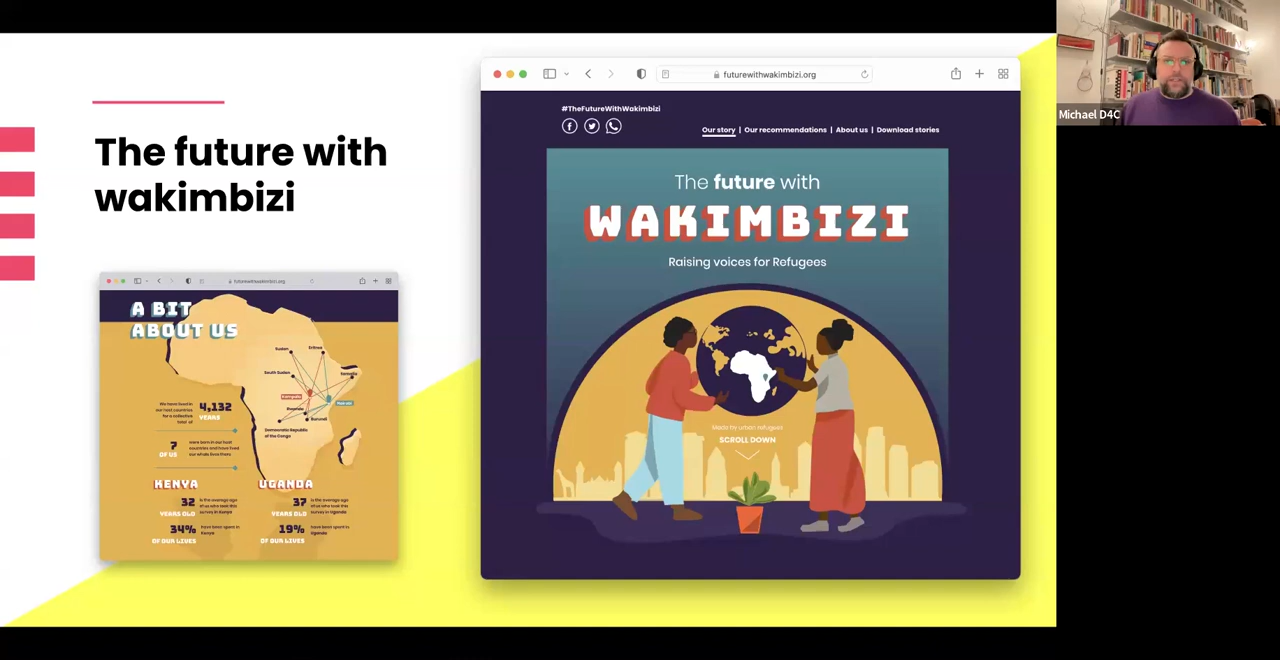 The future with
wakimbizi
futurewithwakimbizi.org
A BIT
ABOUT US
Sudan
Eritrea
South Sudan
Somalia
Kampala
Nairobi
Rwanda
Burundi
Democratic Republic
of the Congo
We have lived in
our host countries
for a collective
total of
4,132
YEARS
7
OF US
were born in our host
countries and have lived
our whole lives there
KENYA
32
YEARS OLD
is the average age
of us who took this
survey in Kenya
34%
OF OUR LIVES
have been spent in
Kenya
UGANDA
37
YEARS OLD
is the average age
of us who took this
survey in Uganda
19%
OF OUR LIVES
have been spent in
Uganda
futurewithwakimbizi.org
#TheFutureWithWakimbizi
Our story | Our recommendations | About us | Download stories
The future with
WAKIMBIZI
Raising voices for Refugees
Made by urban refugees
SCROLL DOWN
Michael D4C